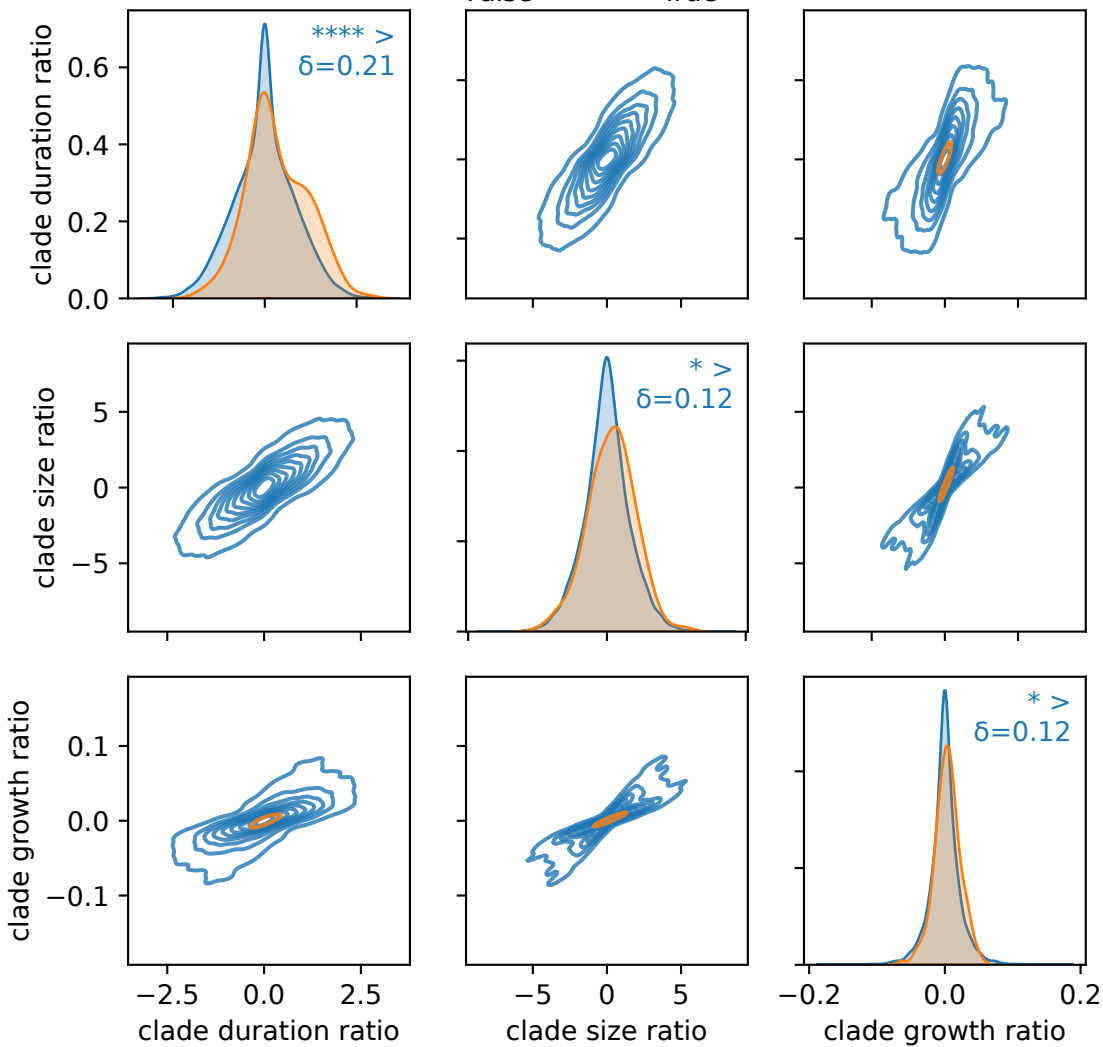 **** >
δ=0.21
0.6
0.4
0.2
0.0
clade duration ratio
* >
δ=0.12
5
0
−5
clade size ratio
* >
δ=0.12
0.1
0.0
−0.1
clade growth ratio
−2.5 0.0 2.5
−5 0 5
−0.2 0.0 0.2
clade duration ratio
clade size ratio
clade growth ratio